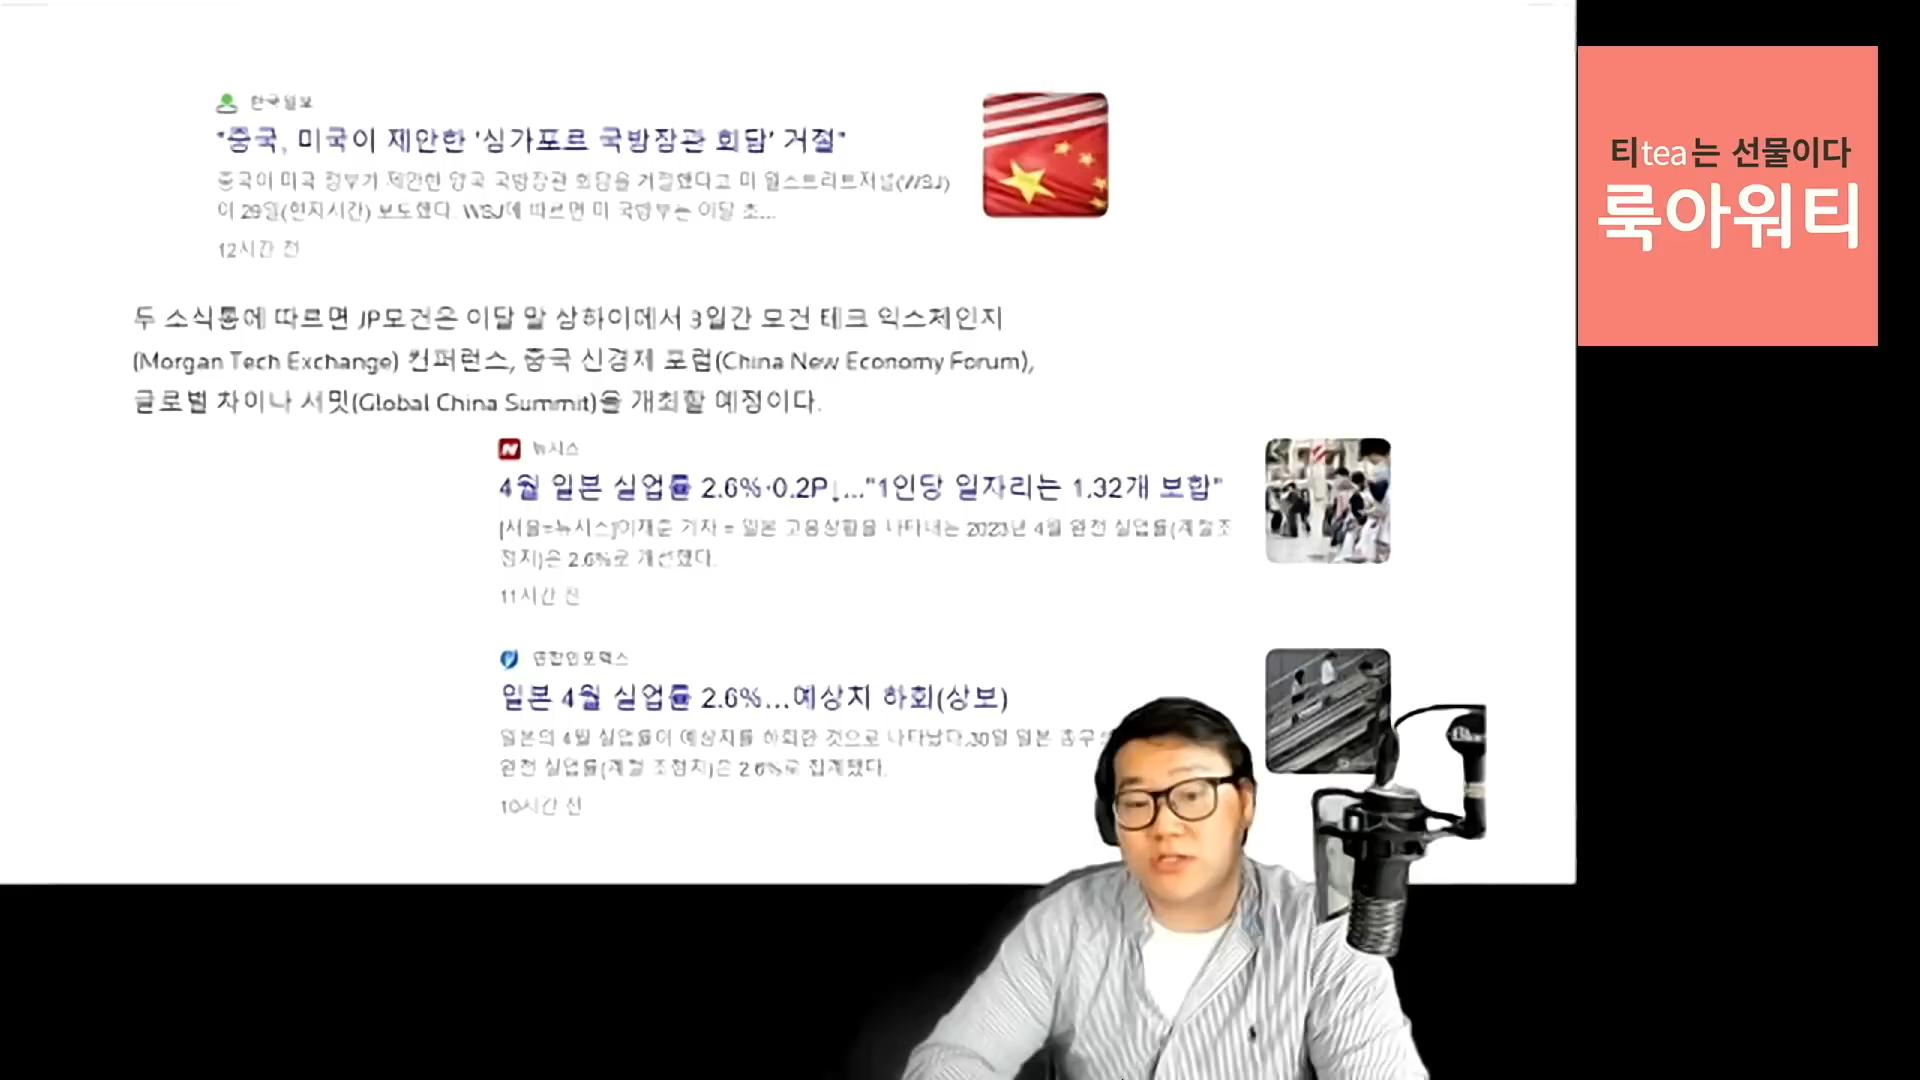 한국일보
"중국, 미국이 제안한 '싱가포르 국방장관 회담' 거절"
중국이 미국 정부가 제안한 양국 국방장관 회담을 거절했다고 미 월스트리트저널(WSJ)
이 29일(현지시간) 보도했다. WSJ에 따르면 미 국방부는 이달 초...
12시간 전
두 소식통에 따르면 JP모건은 이달 말 상하이에서 3일간 모건 테크 익스체인지
(Morgan Tech Exchange) 컨퍼런스, 중국 신경제 포럼(China New Economy Forum),
글로벌 차이나 서밋(Global China Summit)을 개최할 예정이다.
뉴시스
4월 일본 실업률 2.6%·0.2P↓..."1인당 일자리는 1.32개 보합"
[서울=뉴시스]이재준 기자 = 일본 고용상황을 나타내는 2023년 4월 완전 실업률(계절조
정치)은 2.6%로 개선했다.
11시간 전
연합인포맥스
일본 4월 실업률 2.6%...예상치 하회(상보)
일본의 4월 실업률이 예상치를 하회한 것으로 나타났다.30일 일본 총무
완전 실업률(계절 조정치)은 2.6%로 집계됐다.
10시간 전
티tea는 선물이다
룩아워티